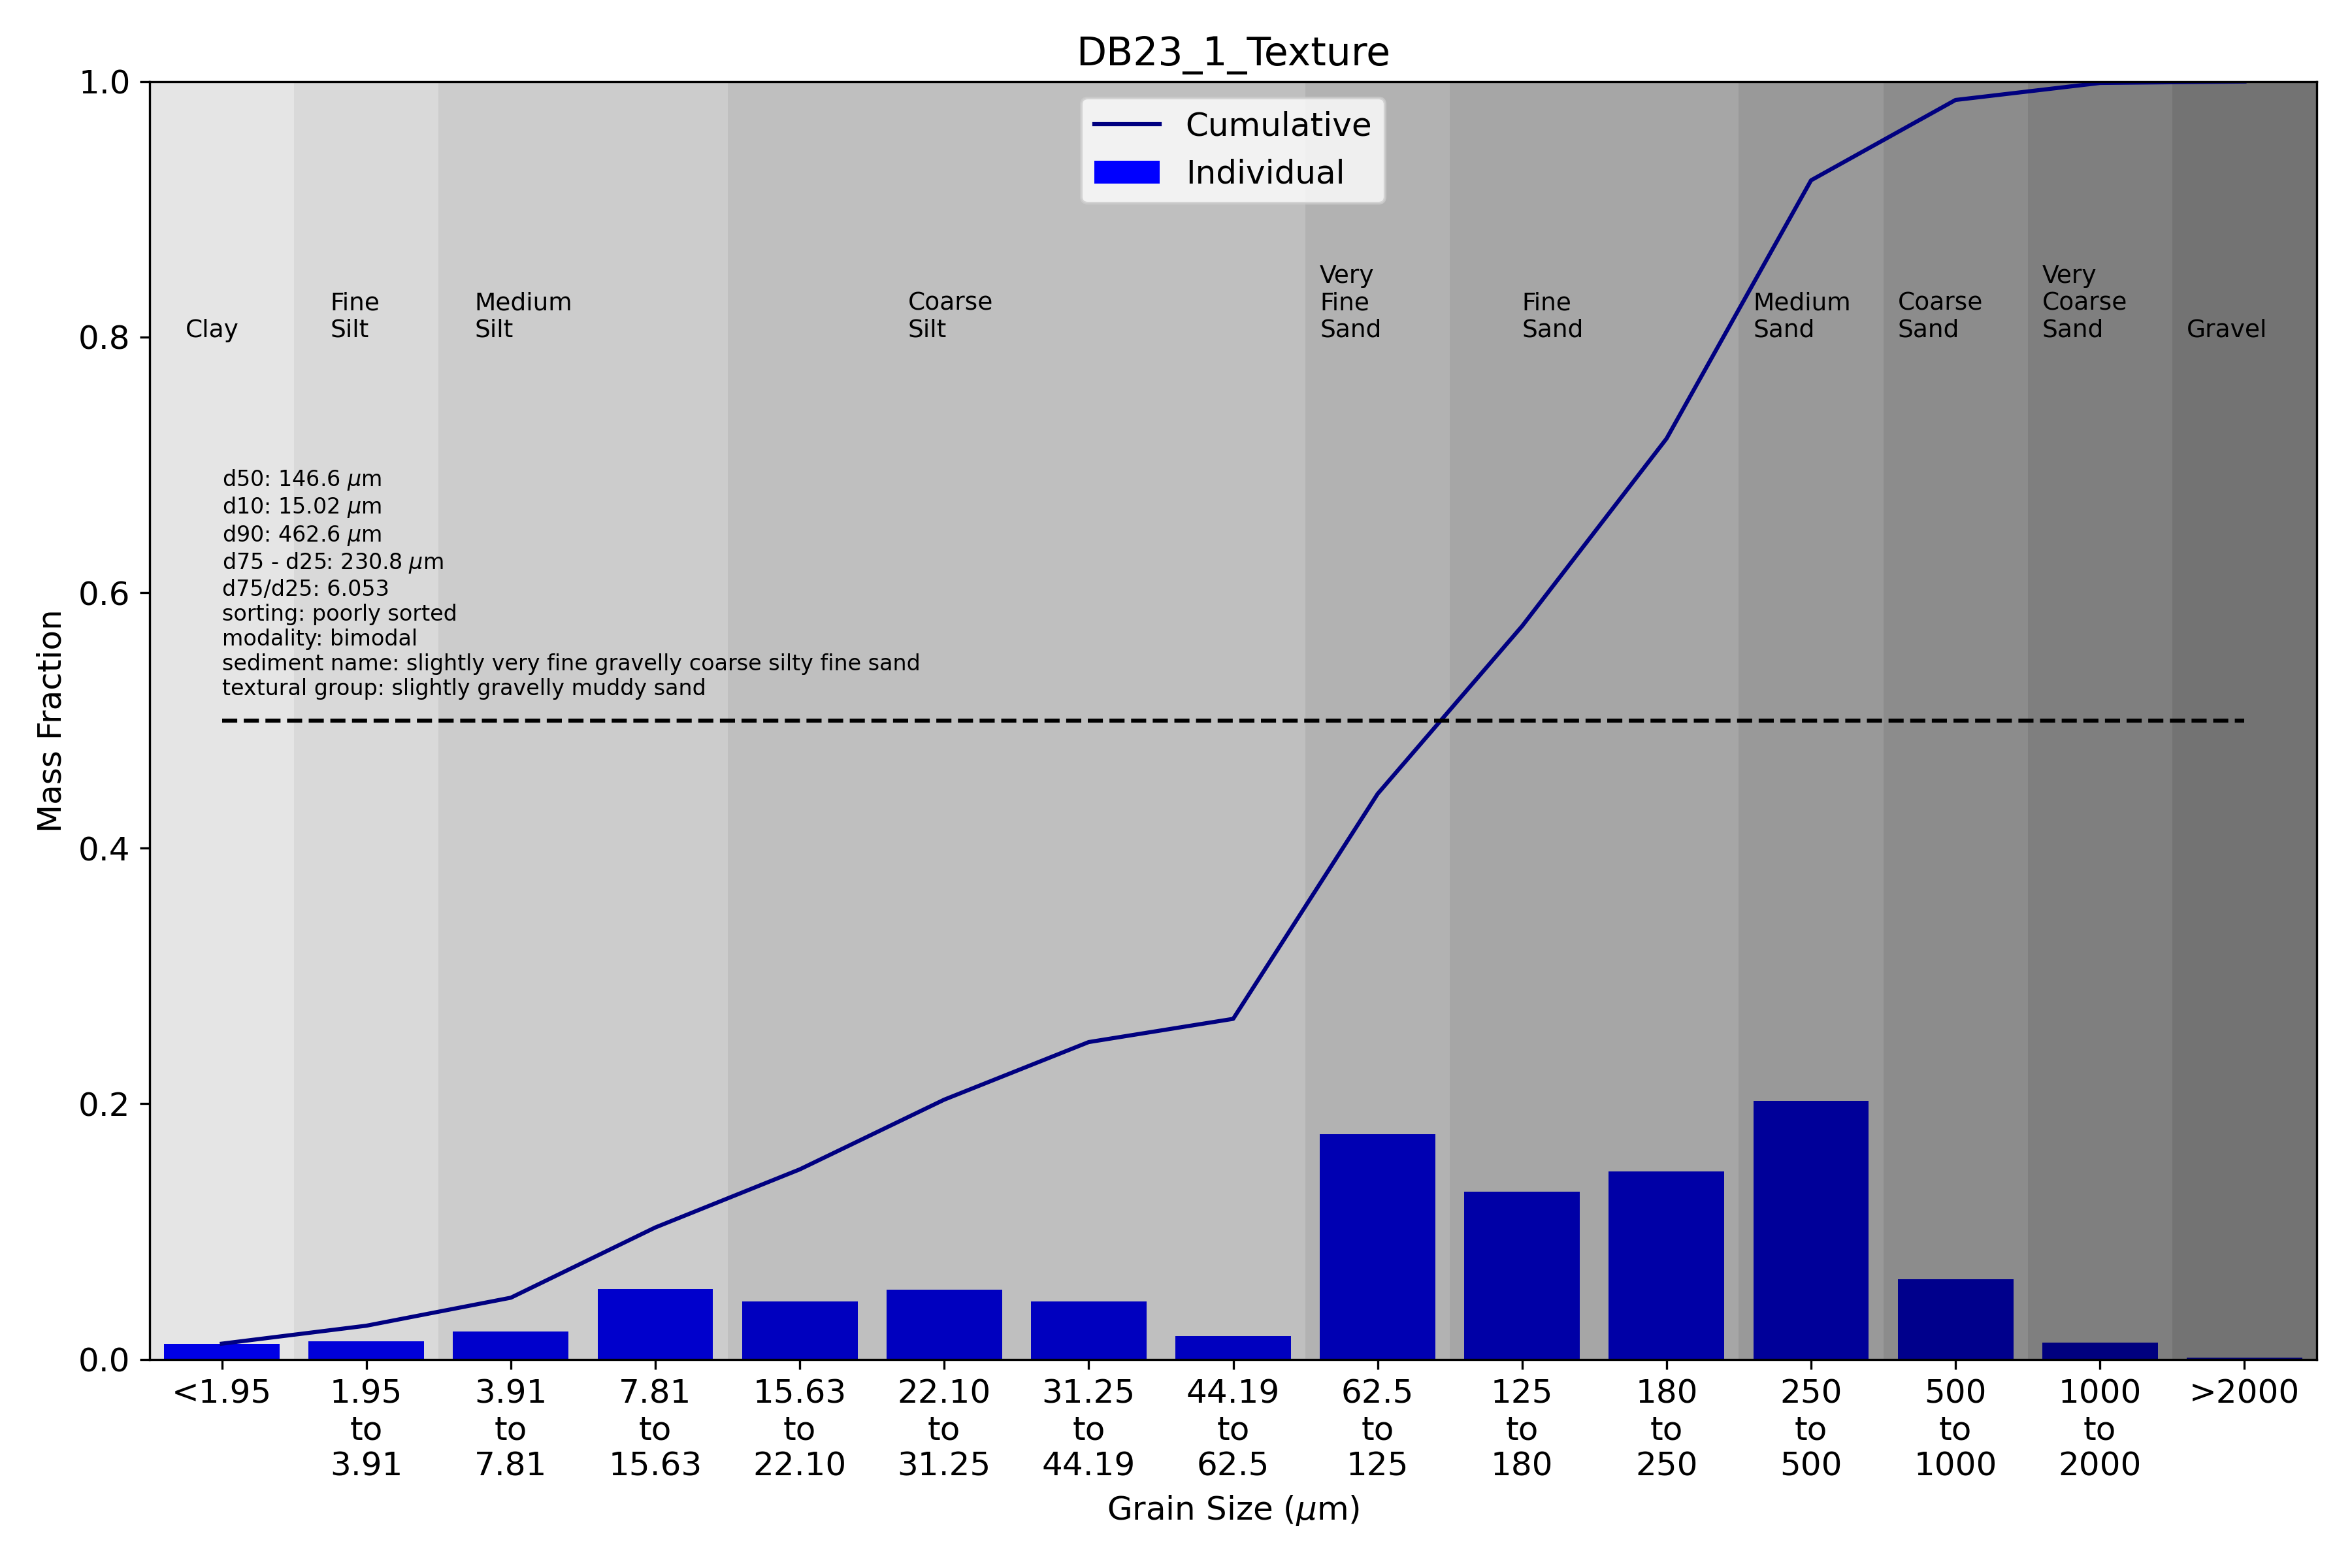 DB23_1_Texture
Cumulative
Individual
1.0
0.8
0.6
0.4
0.2
0.0
Mass Fraction
Clay
Fine
Silt
Medium
Silt
Coarse
Silt
Very
Fine
Sand
Fine
Sand
Medium
Sand
Coarse
Sand
Very
Coarse
Sand
Gravel
d50: 146.6 μm
d10: 15.02 μm
d90: 462.6 μm
d75 - d25: 230.8 μm
d75/d25: 6.053
sorting: poorly sorted
modality: bimodal
sediment name: slightly very fine gravelly coarse silty fine sand
textural group: slightly gravelly muddy sand
<1.95
1.95
to
3.91
3.91
to
7.81
7.81
to
15.63
15.63
to
22.10
22.10
to
31.25
31.25
to
44.19
44.19
to
62.5
62.5
to
125
125
to
180
180
to
250
250
to
500
500
to
1000
1000
to
2000
>2000
Grain Size (μm)